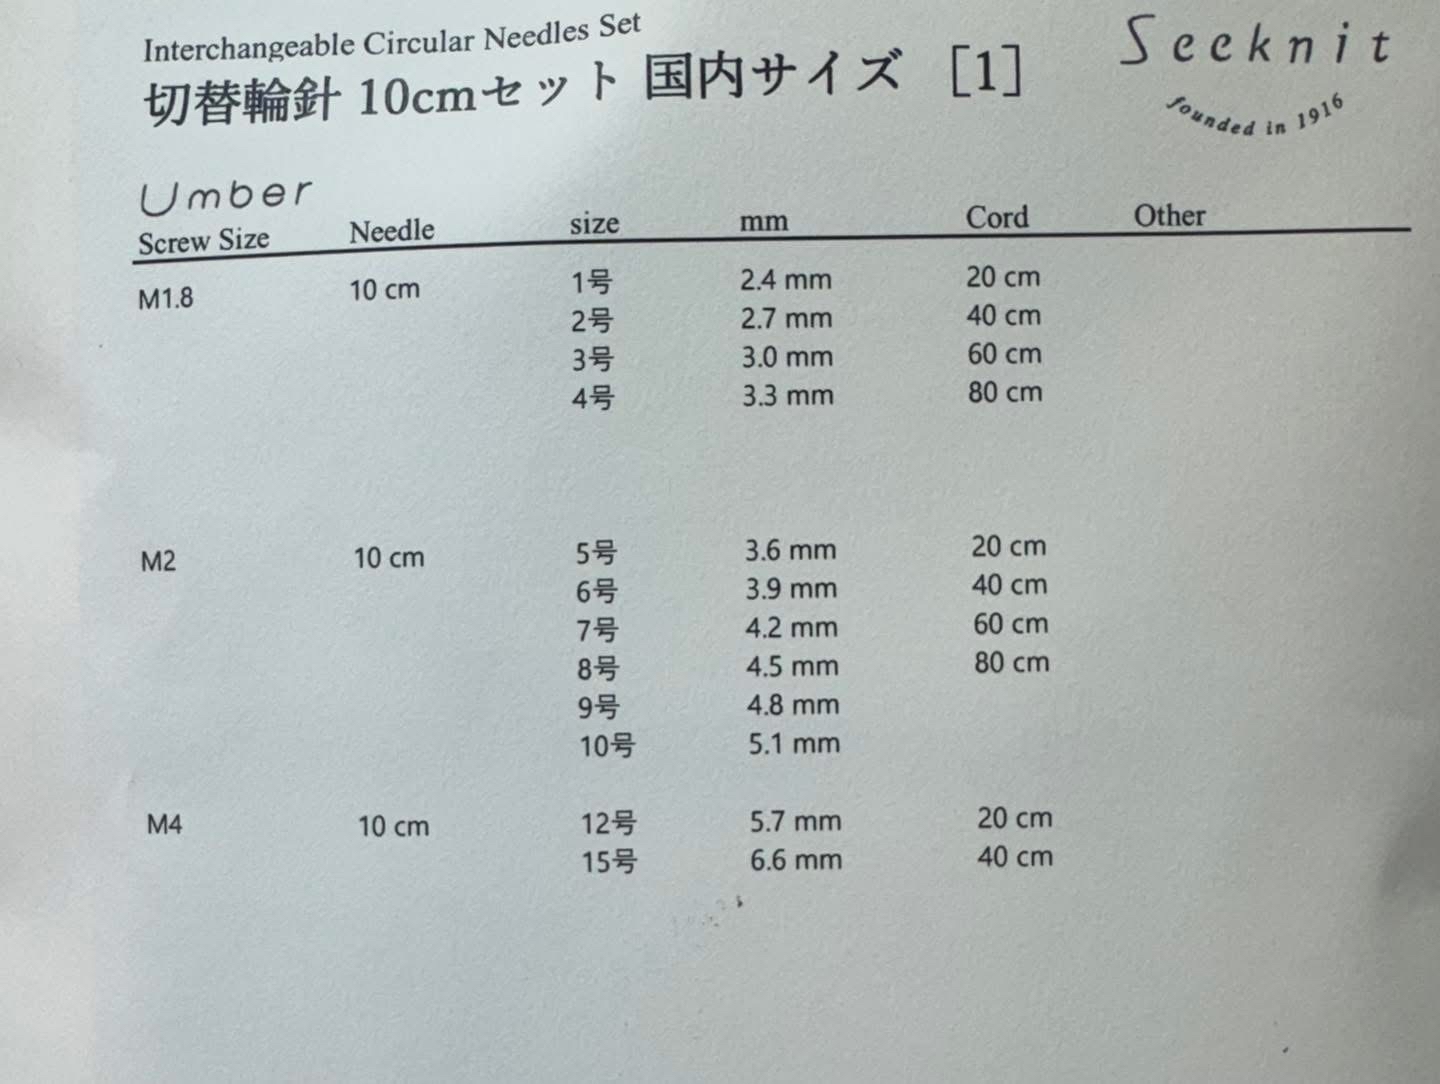 Interchangeable Circular Needles Set
切替輪針 10cmセット 国内サイズ [1]
Seeknit
founded in 1916
Umber
Screw Size Needle size mm Cord Other
M1.8 10 cm 1号 2.4 mm 20 cm
2号 2.7 mm 40 cm
3号 3.0 mm 60 cm
4号 3.3 mm 80 cm
M2 10 cm 5号 3.6 mm 20 cm
6号 3.9 mm 40 cm
7号 4.2 mm 60 cm
8号 4.5 mm 80 cm
9号 4.8 mm
10号 5.1 mm
M4 10 cm 12号 5.7 mm 20 cm
15号 6.6 mm 40 cm